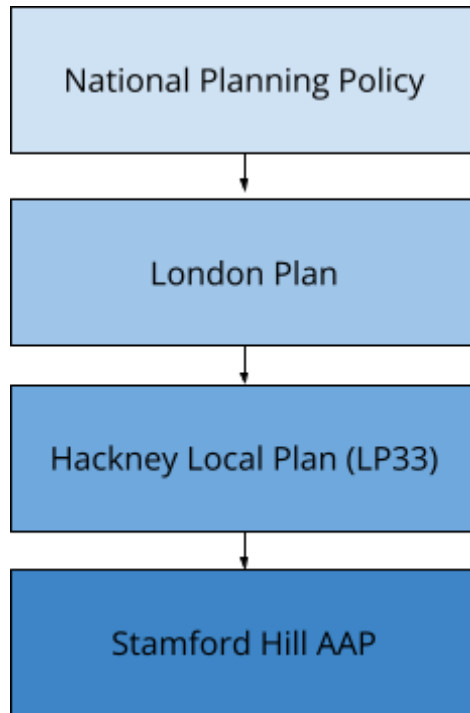 National Planning Policy
London Plan
Hackney Local Plan (LP33)
Stamford Hill AAP